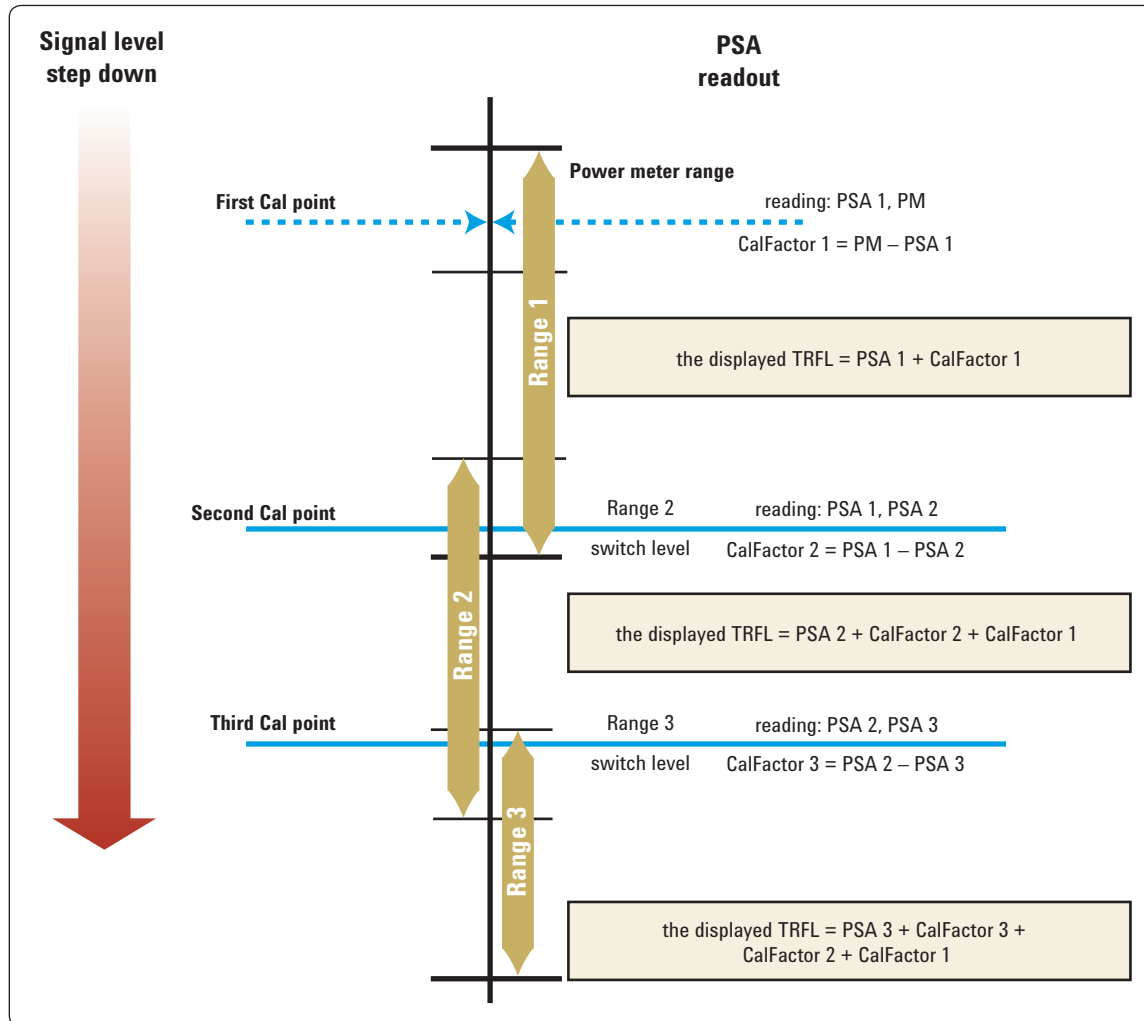 Signal level
step down
PSA
readout
Power meter range
First Cal point
reading: PSA 1, PM
CalFactor 1 = PM – PSA 1
Range 1
the displayed TRFL = PSA 1 + CalFactor 1
Second Cal point
Range 2
reading: PSA 1, PSA 2
switch level
CalFactor 2 = PSA 1 – PSA 2
Range 2
the displayed TRFL = PSA 2 + CalFactor 2 + CalFactor 1
Third Cal point
Range 3
reading: PSA 2, PSA 3
switch level
CalFactor 3 = PSA 2 – PSA 3
Range 3
the displayed TRFL = PSA 3 + CalFactor 3 +
CalFactor 2 + CalFactor 1